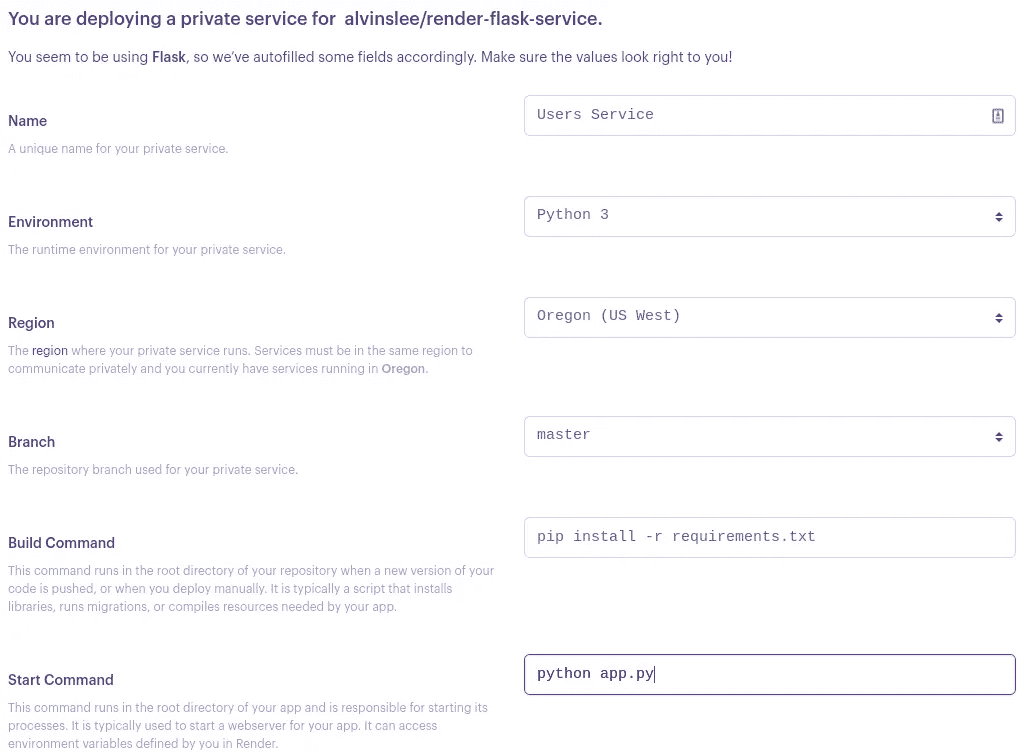 You are deploying a private service for alvinslee/render-flask-service.
You seem to be using Flask, so we've autofilled some fields accordingly. Make sure the values look right to you!
Name
Users Service
A unique name for your private service.
Environment
Python 3
The runtime environment for your private service.
Region
Oregon (US West)
The region where your private service runs. Services must be in the same region to
communicate privately and you currently have services running in Oregon.
Branch
master
The repository branch used for your private service.
Build Command
pip install -r requirements.txt
This command runs in the root directory of your repository when a new version of your
code is pushed, or when you deploy manually. It is typically a script that installs
libraries, runs migrations, or compiles resources needed by your app.
Start Command
python app.py
This command runs in the root directory of your app and is responsible for starting its
processes. It is typically used to start a webserver for your app. It can access
environment variables defined by you in Render.